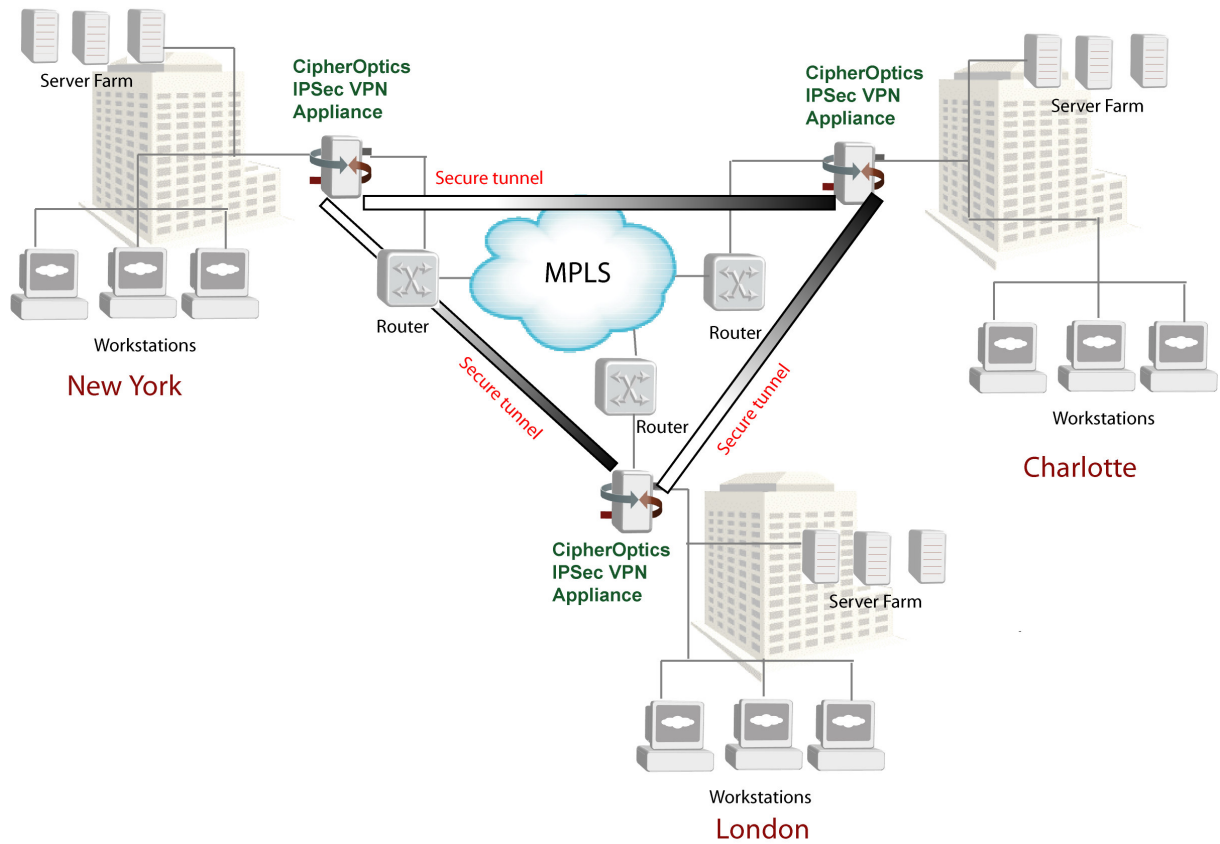 Server Farm
CipherOptics
IPSec VPN
Appliance
CipherOptics
IPSec VPN
Appliance
Server Farm
Secure tunnel
MPLS
Router
Router
Workstations
New York
Secure tunnel
Secure tunnel
Router
Workstations
Charlotte
CipherOptics
IPSec VPN
Appliance
Server Farm
Workstations
London